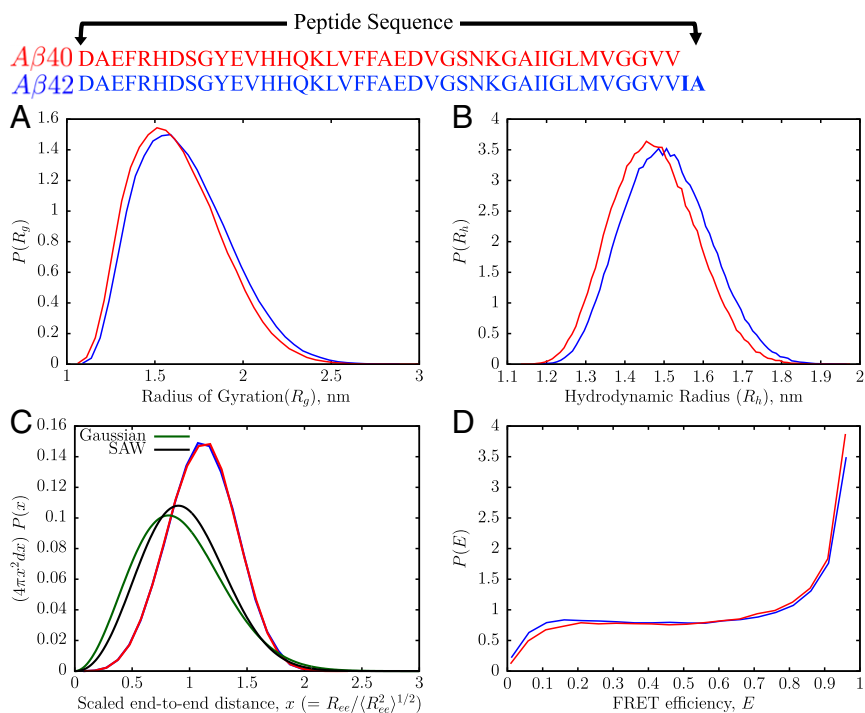 Peptide Sequence
Aβ40 DAEFRHDSGYEVHHQKLVFFAEDVGSNKGAIIGLMVGGVV
Aβ42 DAEFRHDSGYEVHHQKLVFFAEDVGSNKGAIIGLMVGGVVIA
A
1.6
1.4
1.2
1
0.8
0.6
0.4
0.2
0
P(R_g)
1 1.5 2 2.5 3
Radius of Gyration(R_g), nm
B
4
3.5
3
2.5
2
1.5
1
0.5
0
P(R_h)
1.1 1.2 1.3 1.4 1.5 1.6 1.7 1.8 1.9 2
Hydrodynamic Radius (R_h), nm
C
0.16
0.14
0.12
0.1
0.08
0.06
0.04
0.02
0
(4πx²dx) P(x)
Gaussian
SAW
0 0.5 1 1.5 2 2.5 3
Scaled end-to-end distance, x (= R_ee/⟨R²_ee⟩^1/2)
D
4
3.5
3
2.5
2
1.5
1
0.5
0
P(E)
0 0.1 0.2 0.3 0.4 0.5 0.6 0.7 0.8 0.9 1
FRET efficiency, E